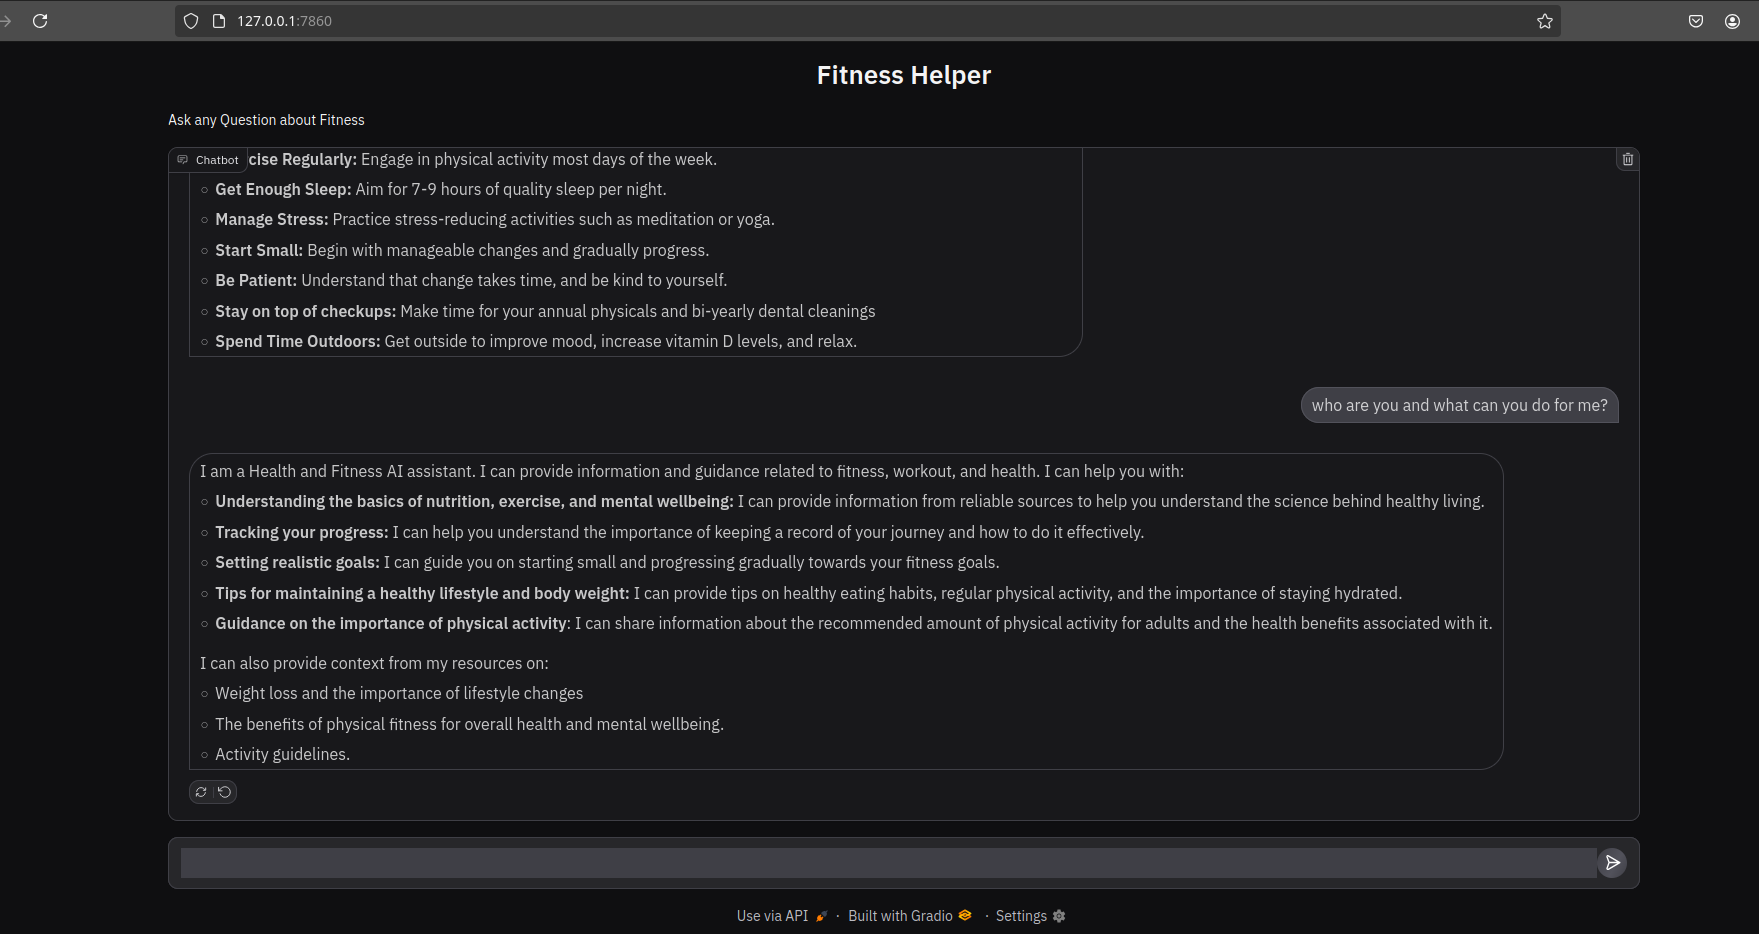 127.0.0.1:7860
Fitness Helper
Ask any Question about Fitness
Chatbot
cise Regularly: Engage in physical activity most days of the week.
Get Enough Sleep: Aim for 7-9 hours of quality sleep per night.
Manage Stress: Practice stress-reducing activities such as meditation or yoga.
Start Small: Begin with manageable changes and gradually progress.
Be Patient: Understand that change takes time, and be kind to yourself.
Stay on top of checkups: Make time for your annual physicals and bi-yearly dental cleanings
Spend Time Outdoors: Get outside to improve mood, increase vitamin D levels, and relax.
who are you and what can you do for me?
I am a Health and Fitness AI assistant. I can provide information and guidance related to fitness, workout, and health. I can help you with:
Understanding the basics of nutrition, exercise, and mental wellbeing: I can provide information from reliable sources to help you understand the science behind healthy living.
Tracking your progress: I can help you understand the importance of keeping a record of your journey and how to do it effectively.
Setting realistic goals: I can guide you on starting small and progressing gradually towards your fitness goals.
Tips for maintaining a healthy lifestyle and body weight: I can provide tips on healthy eating habits, regular physical activity, and the importance of staying hydrated.
Guidance on the importance of physical activity: I can share information about the recommended amount of physical activity for adults and the health benefits associated with it.
I can also provide context from my resources on:
Weight loss and the importance of lifestyle changes
The benefits of physical fitness for overall health and mental wellbeing.
Activity guidelines.
Use via API · Built with Gradio · Settings